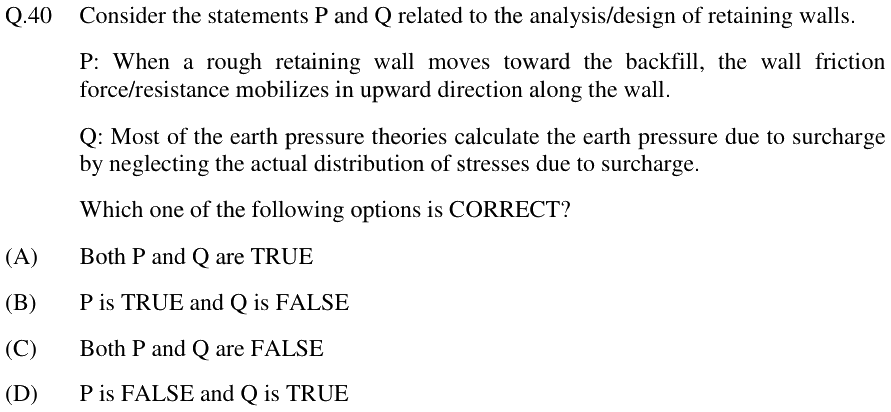 Q.40 Consider the statements P and Q related to the analysis/design of retaining walls.
P: When a rough retaining wall moves toward the backfill, the wall friction
force/resistance mobilizes in upward direction along the wall.
Q: Most of the earth pressure theories calculate the earth pressure due to surcharge
by neglecting the actual distribution of stresses due to surcharge.
Which one of the following options is CORRECT?
(A) Both P and Q are TRUE
(B) P is TRUE and Q is FALSE
(C) Both P and Q are FALSE
(D) P is FALSE and Q is TRUE